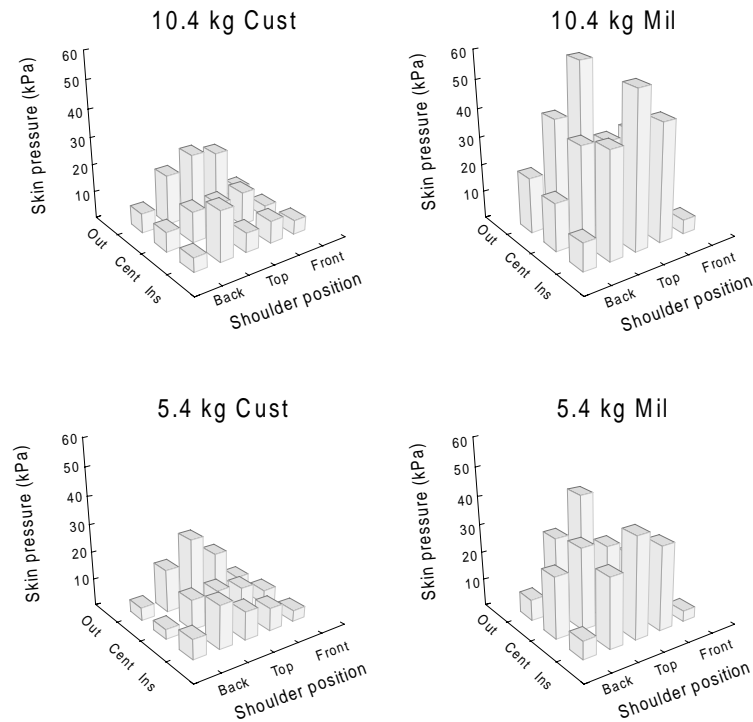 10.4 kg Cust
60
50
40
30
20
10
Skin pressure (kPa)
Out
Cent
Ins
Back
Top
Front
Shoulder position
10.4 kg Mil
60
50
40
30
20
10
Skin pressure (kPa)
Out
Cent
Ins
Back
Top
Front
Shoulder position
5.4 kg Cust
60
50
40
30
20
10
Skin pressure (kPa)
Out
Cent
Ins
Back
Top
Front
Shoulder position
5.4 kg Mil
60
50
40
30
20
10
Skin pressure (kPa)
Out
Cent
Ins
Back
Top
Front
Shoulder position